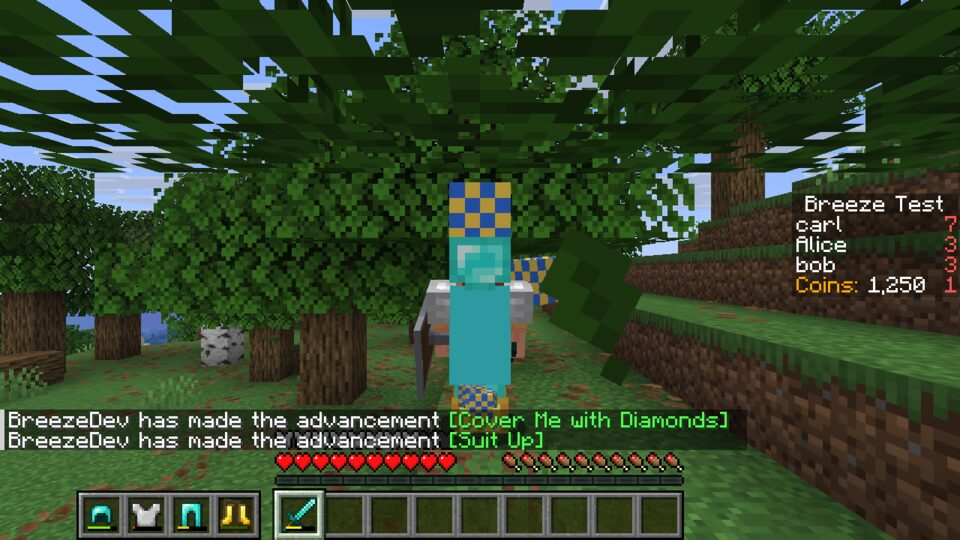 Breeze Test
carl 7
Alice 3
bob 3
Coins: 1,250 1
BreezeDev has made the advancement [Cover Me with Diamonds]
BreezeDev has made the advancement [Suit Up]